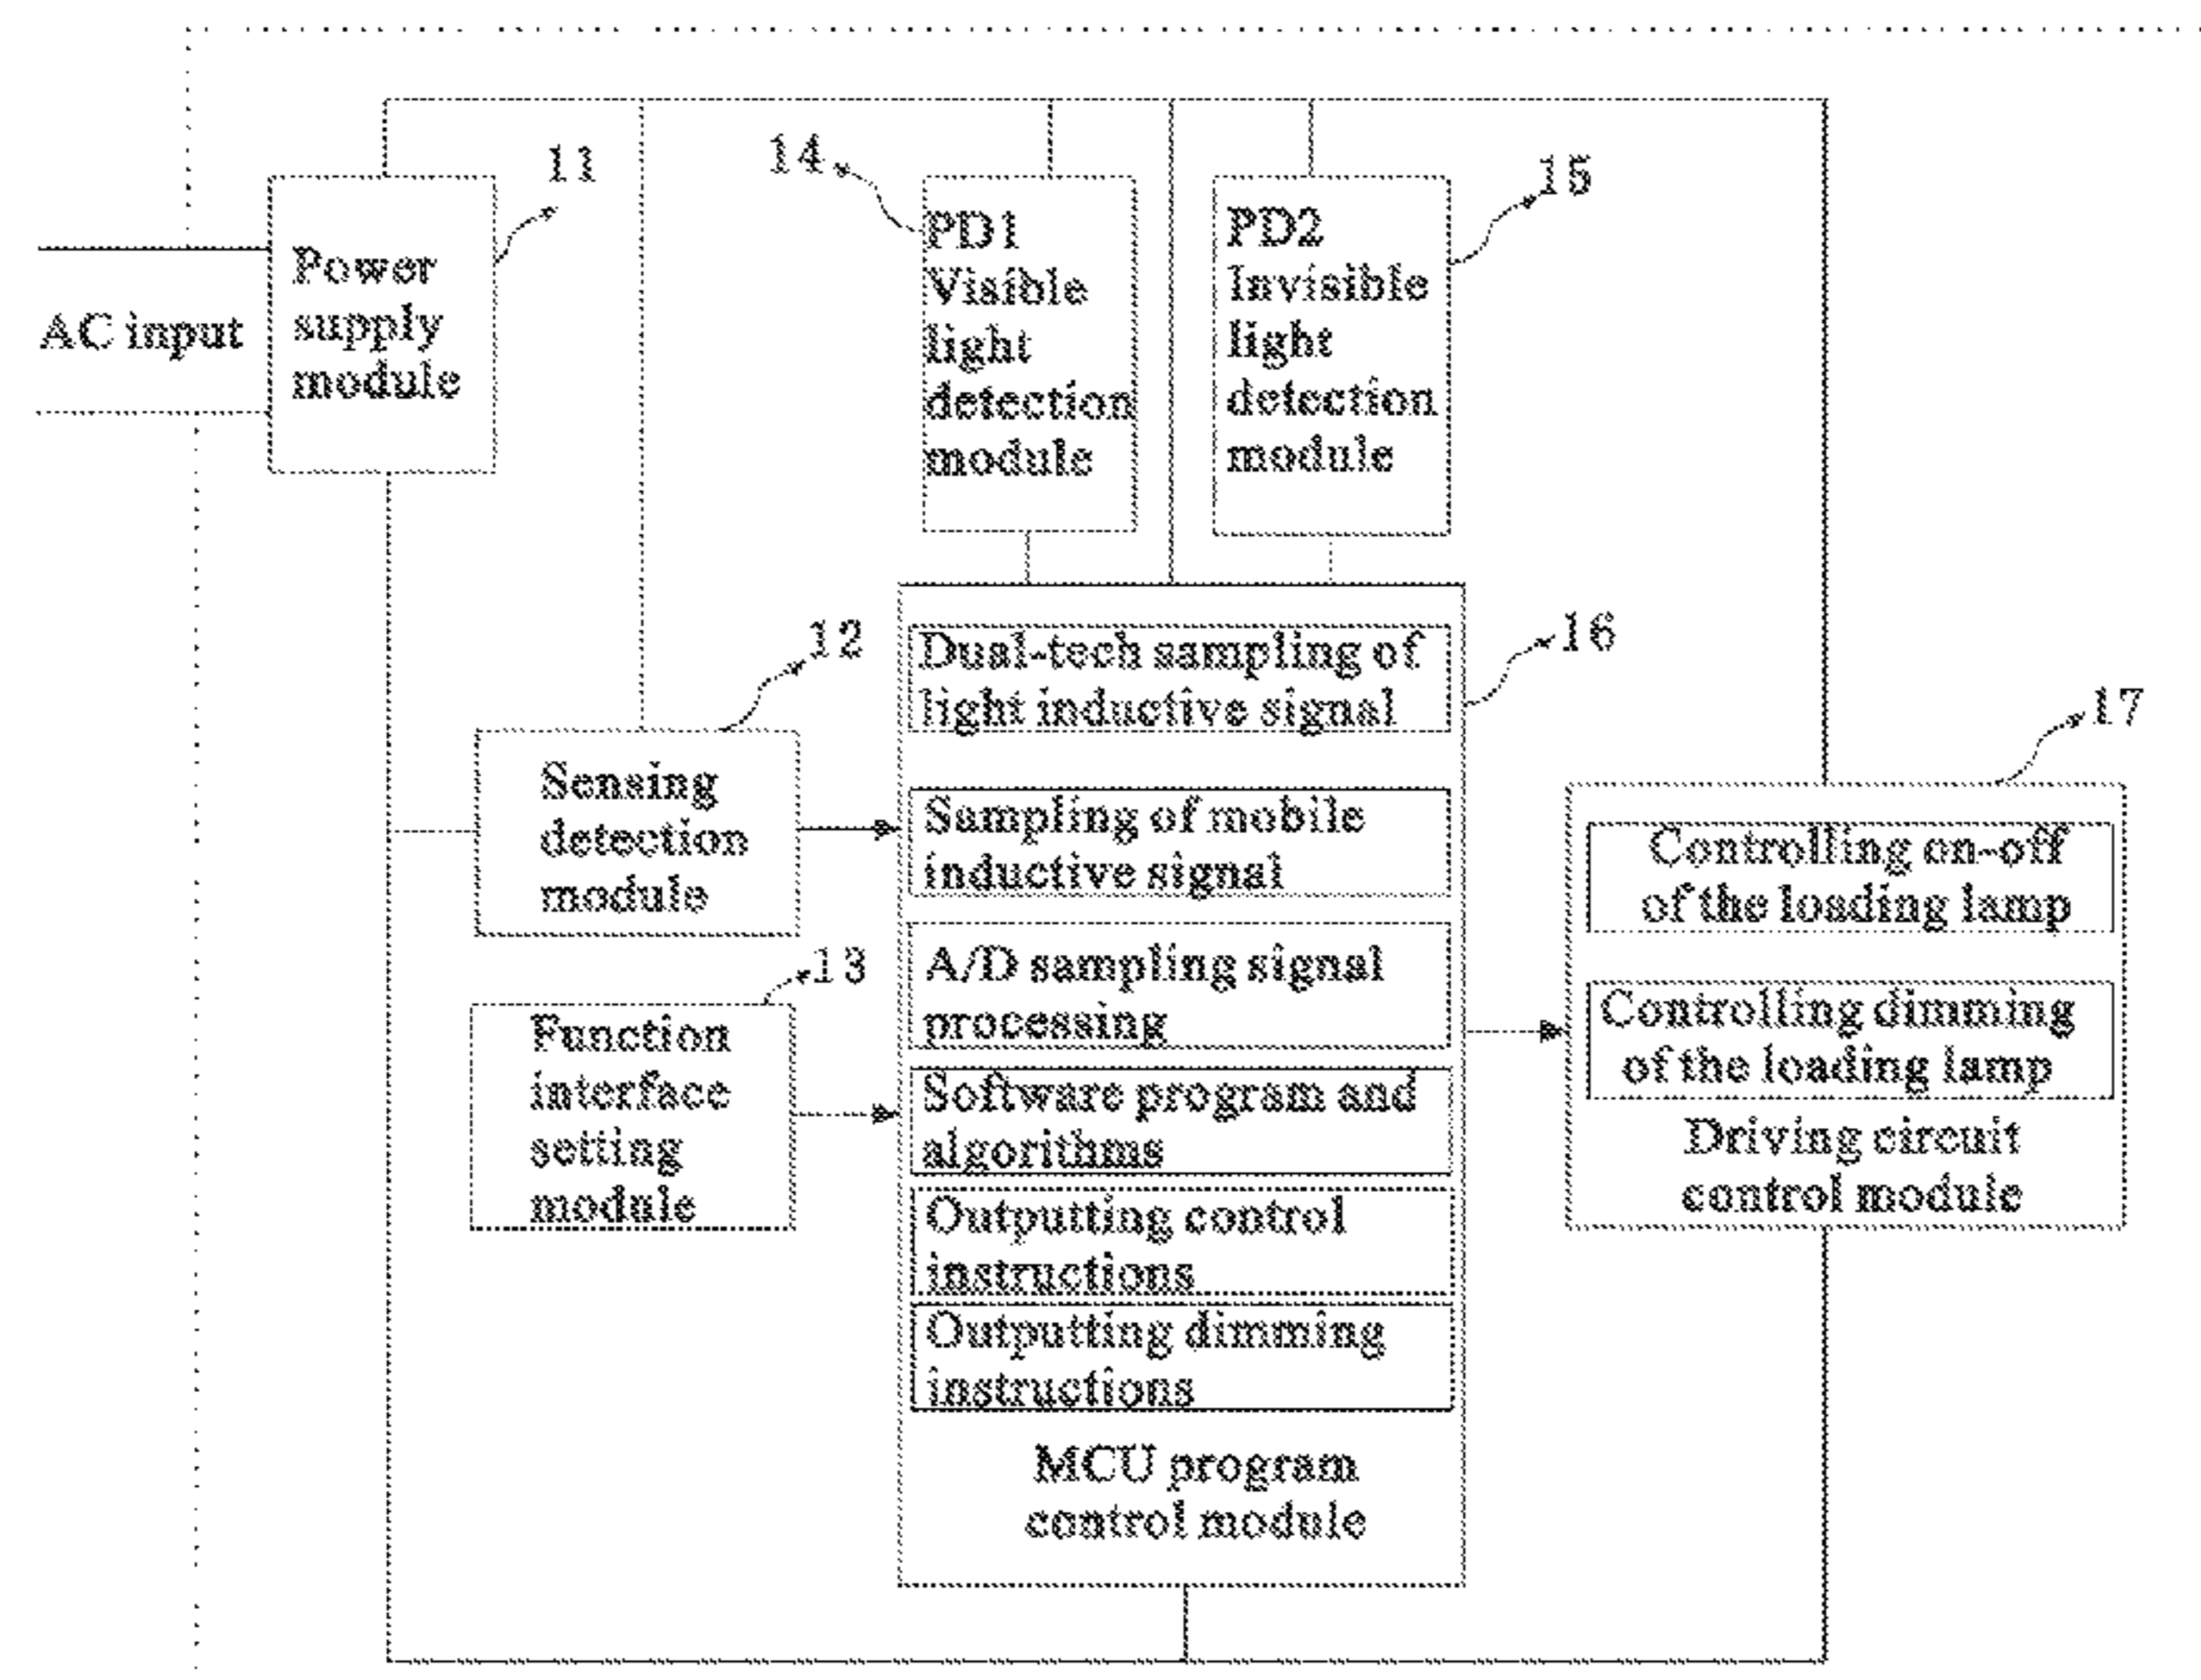 11
14
15
PD1
Visible
light
detection
module
PD2
Invisible
light
detection
module
Power
supply
module
AC input
12
16
Dual-tech sampling of
light inductive signal
17
Sensing
detection
module
Sampling of mobile
inductive signal
Controlling on-off
of the loading lamp
13
A/D sampling signal
processing
Controlling dimming
of the loading lamp
Function
interface
setting
module
Software program and
algorithms
Driving circuit
control module
Outputting control
instructions
Outputting dimming
instructions
MCU program
control module